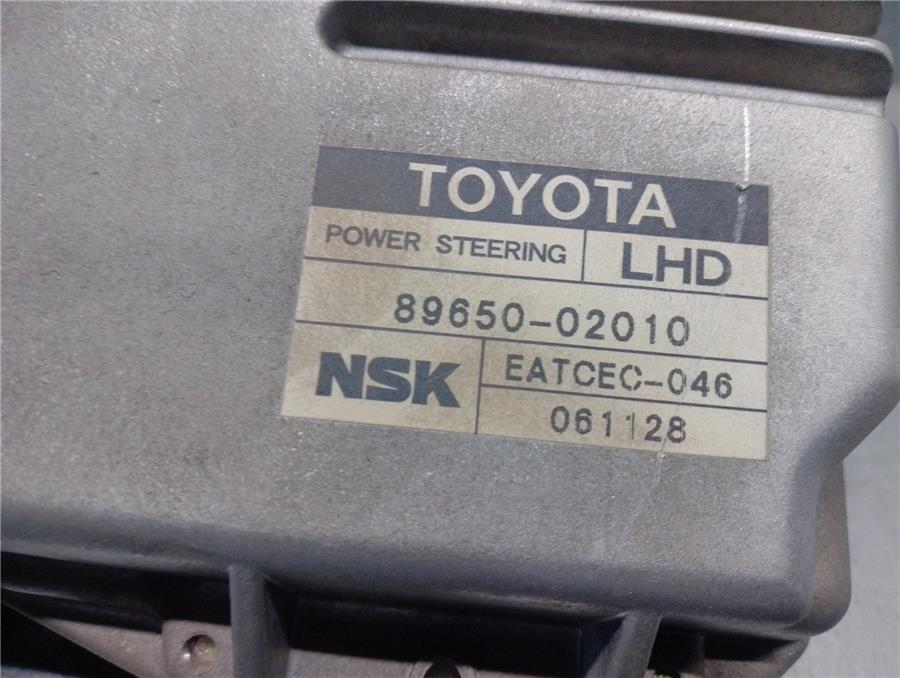 TOYOTA
POWER STEERING LHD
89650-02010
NSK EATCEC-046
061128